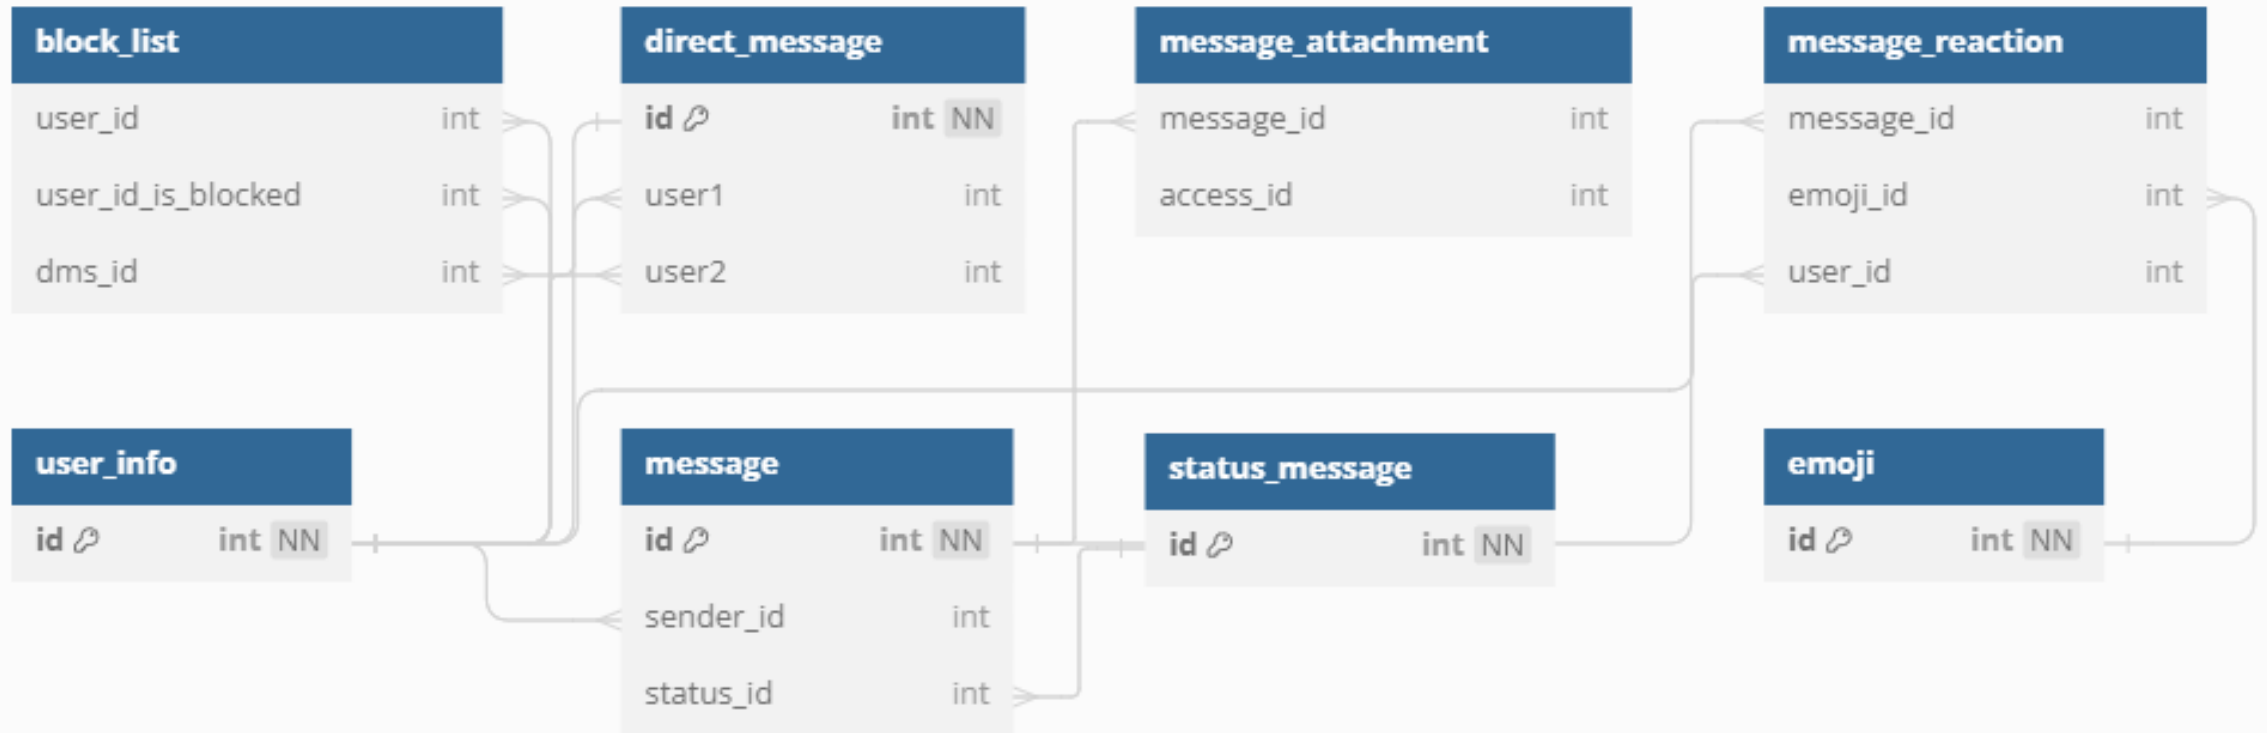 block_list
user_id int
user_id_is_blocked int
dms_id int
direct_message
id int NN
user1 int
user2 int
message_attachment
message_id int
access_id int
message_reaction
message_id int
emoji_id int
user_id int
user_info
id int NN
message
id int NN
sender_id int
status_id int
status_message
id int NN
emoji
id int NN